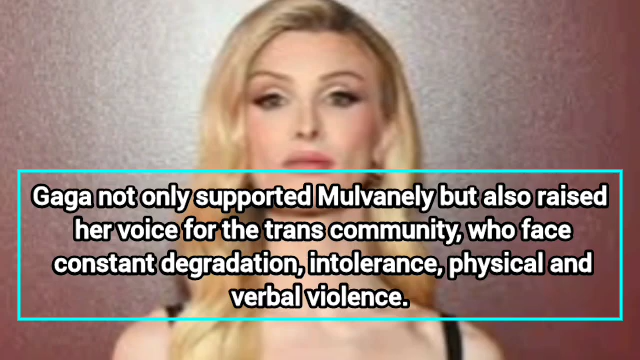 Gaga not only supported Mulvanely but also raised
her voice for the trans community, who face
constant degradation, intolerance, physical and
verbal violence.